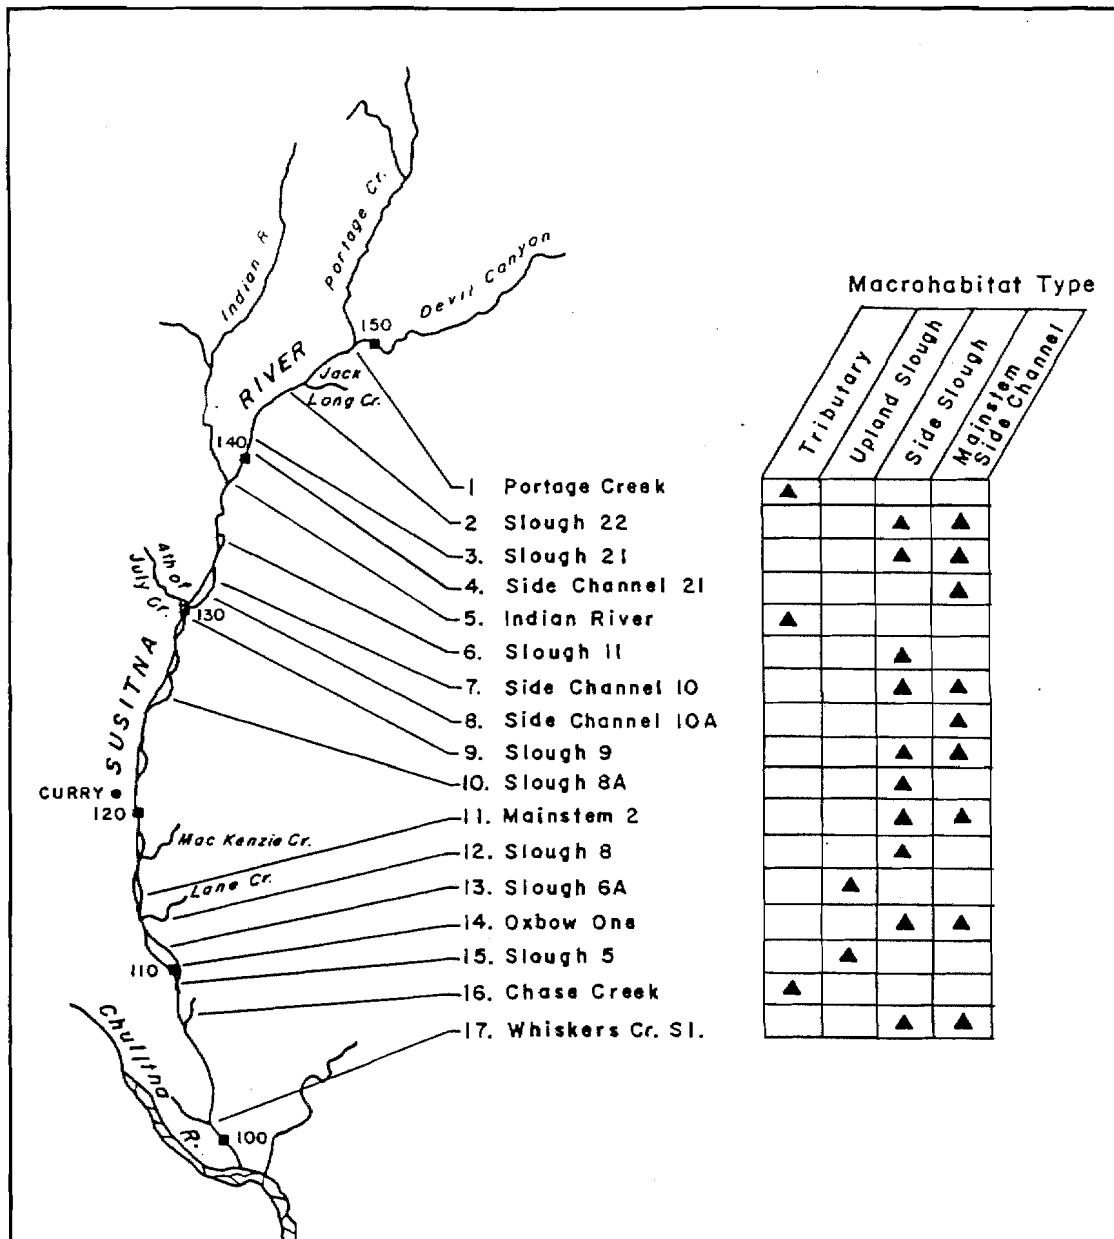 Indian R
Portage Cr.
Devil Canyon
150
RIVER
Jack
Long Cr.
140
4th of
July Cr.
130
SUSITNA
CURRY
120
Mac Kenzie Cr.
Lane Cr.
110
Chulitna
R.
100
Macrohabitat Type
Tributary
Upland Slough
Side Slough
Mainstem
Side Channel
1 Portage Creek
2 Slough 22
3. Slough 21
4. Side Channel 21
5. Indian River
6. Slough 11
7. Side Channel 10
8. Side Channel 10A
9. Slough 9
10. Slough 8A
11. Mainstem 2
12. Slough 8
13. Slough 6A
14. Oxbow One
15. Slough 5
16. Chase Creek
17. Whiskers Cr. Sl.